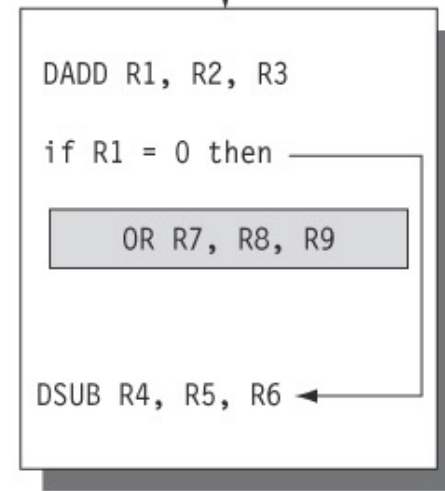 DADD R1, R2, R3
if R1 = 0 then
OR R7, R8, R9
DSUB R4, R5, R6